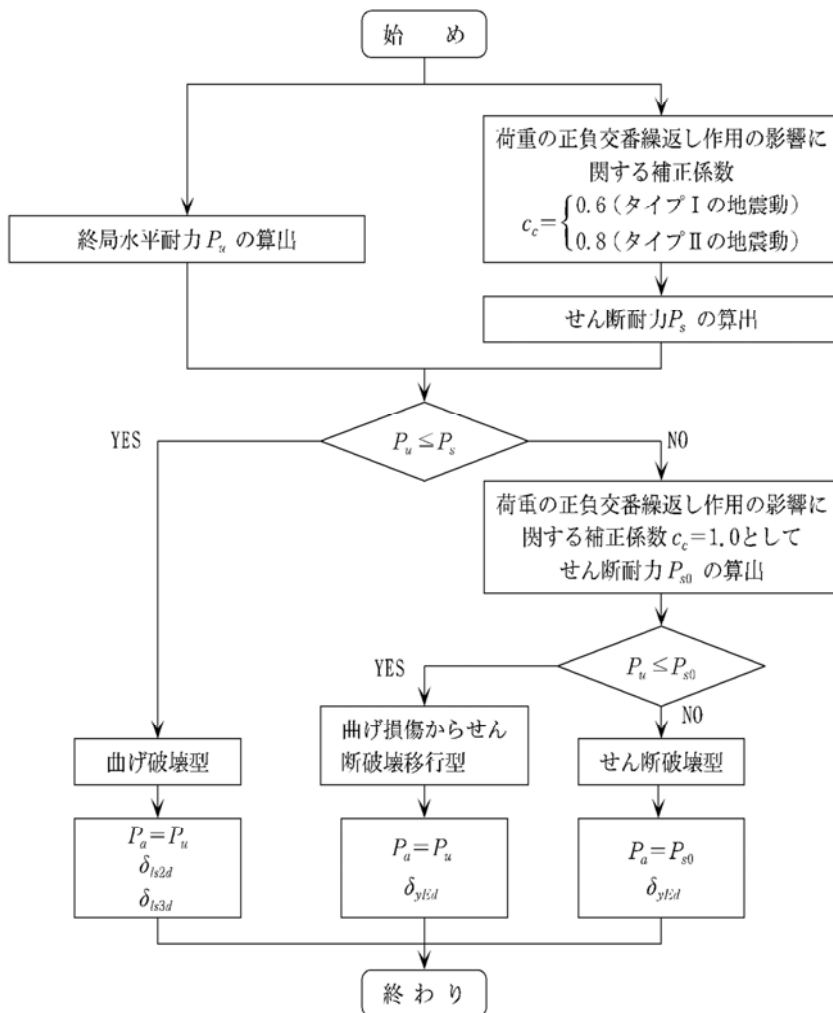 始 め
荷重の正負交番繰返し作用の影響に
関する補正係数
c_c={0.6(タイプⅠの地震動)
0.8(タイプⅡの地震動)
終局水平耐力 P_u の算出
せん断耐力P_s の算出
P_u≦P_s
YES
NO
荷重の正負交番繰返し作用の影響に
関する補正係数 c_c=1.0として
せん断耐力 P_s0 の算出
P_u≦P_s0
YES
NO
曲げ破壊型
曲げ損傷からせん
断破壊移行型
せん断破壊型
P_a=P_u
δ_ls2d
δ_ls3d
P_a=P_u
δ_yEd
P_a=P_s0
δ_yEd
終わり